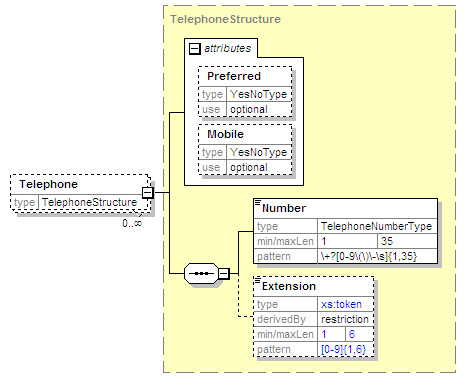 TelephoneStructure
attributes
Preferred
type YesNoType
use optional
Mobile
type YesNoType
use optional
Telephone
type TelephoneStructure
0..∞
Number
type TelephoneNumberType
min/maxLen 1 35
pattern \+?[0-9\(\)\-\s]{1,35}
Extension
type xs:token
derivedBy restriction
min/maxLen 1 6
pattern [0-9]{1,6}